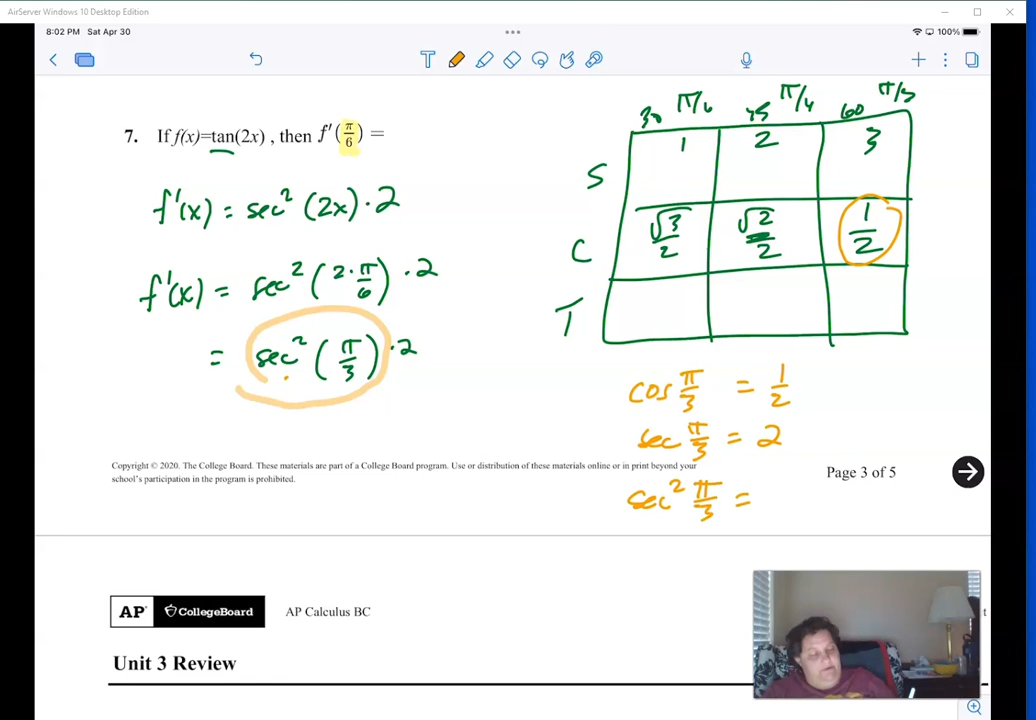 AirServer Windows 10 Desktop Edition
8:02 PM Sat Apr 30
100%
T
7. If f(x)=tan(2x) , then f′(π/6) =
f'(x) = sec² (2x) · 2
f'(x) = sec² (2 · π/6) · 2
= sec² (π/3) · 2
30 π/6 45 π/4 60 π/3
1 2 3
S
C √3/2 √2/2 1/2
T
cos π/3 = 1/2
sec π/3 = 2
sec² π/3 =
Copyright © 2020. The College Board. These materials are part of a College Board program. Use or distribution of these materials online or in print beyond your
school's participation in the program is prohibited.
Page 3 of 5
AP CollegeBoard AP Calculus BC
Unit 3 Review